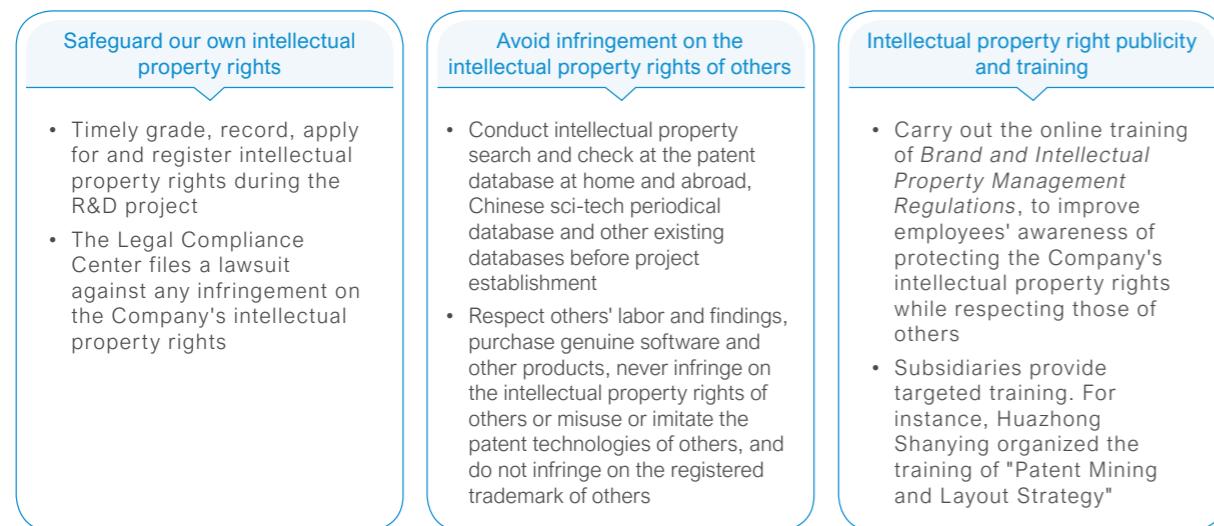 Safeguard our own intellectual
property rights
• Timely grade, record, apply
for and register intellectual
property rights during the
R&D project
• The Legal Compliance
Center files a lawsuit
against any infringement on
the Company's intellectual
property rights
Avoid infringement on the
intellectual property rights of others
• Conduct intellectual property
search and check at the patent
database at home and abroad,
Chinese sci-tech periodical
database and other existing
databases before project
establishment
• Respect others' labor and findings,
purchase genuine software and
other products, never infringe on
the intellectual property rights of
others or misuse or imitate the
patent technologies of others, and
do not infringe on the registered
trademark of others
Intellectual property right publicity
and training
• Carry out the online training
of Brand and Intellectual
Property Management
Regulations, to improve
employees' awareness of
protecting the Company's
intellectual property rights
while respecting those of
others
• Subsidiaries provide
targeted training. For
instance, Huazhong
Shanying organized the
training of "Patent Mining
and Layout Strategy"